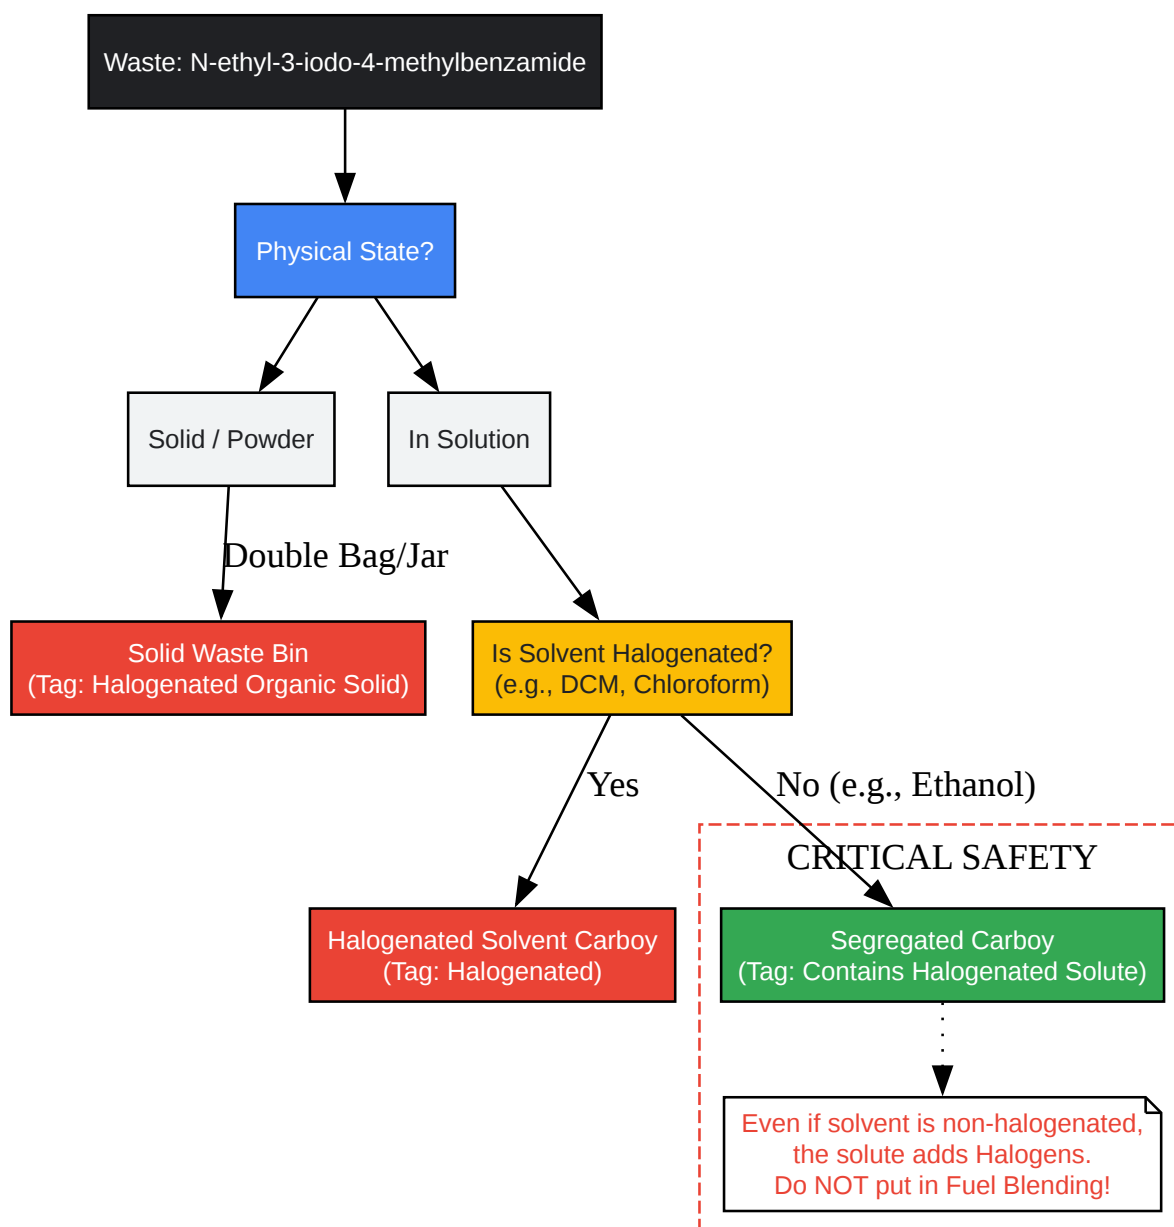 Waste: N-ethyl-3-iodo-4-methylbenzamide
Physical State?
Solid / Powder
In Solution
Double Bag/Jar
Solid Waste Bin
(Tag: Halogenated Organic Solid)
Is Solvent Halogenated?
(e.g., DCM, Chloroform)
Yes
No (e.g., Ethanol)
CRITICAL SAFETY
Halogenated Solvent Carboy
(Tag: Halogenated)
Segregated Carboy
(Tag: Contains Halogenated Solute)
Even if solvent is non-halogenated,
the solute adds Halogens.
Do NOT put in Fuel Blending!